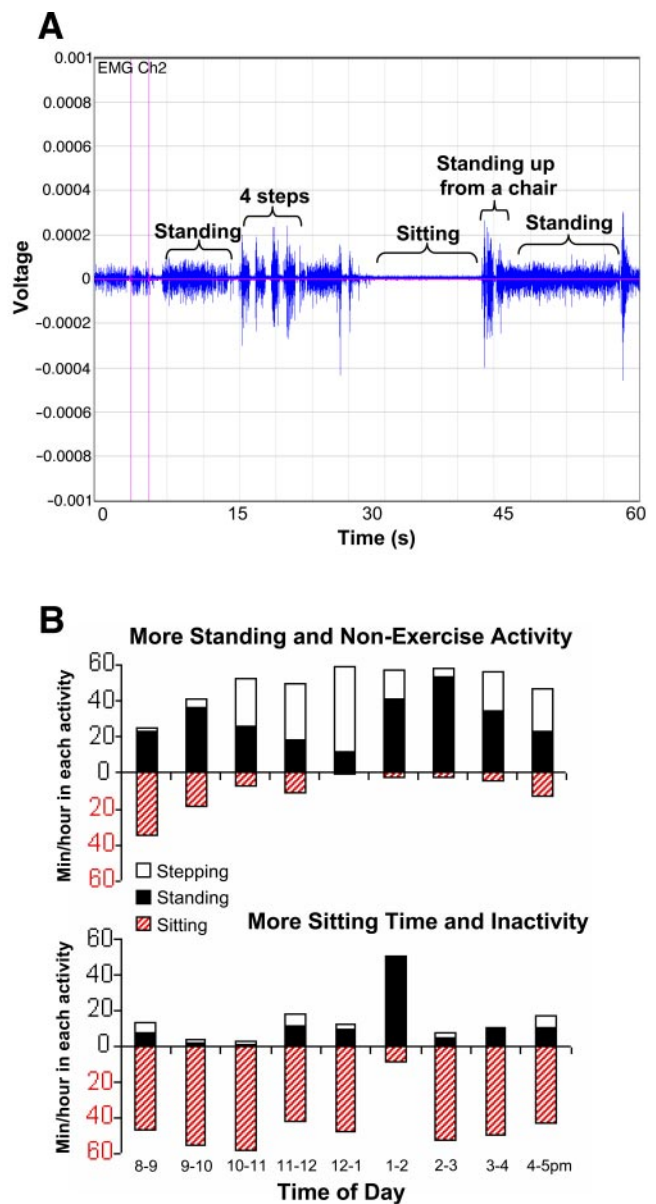 A
EMG Ch2
0.001
0.0008
0.0006
0.0004
0.0002
0
-0.0002
-0.0004
-0.0006
-0.0008
-0.001
Voltage
Standing
4 steps
Sitting
Standing up
from a chair
Standing
0 15 30 45 60
Time (s)
B
More Standing and Non-Exercise Activity
Min/hour in each activity
60
40
20
0
20
40
60
Stepping
Standing
Sitting
More Sitting Time and Inactivity
Min/hour in each activity
60
40
20
0
20
40
60
8-9 9-10 10-11 11-12 12-1 1-2 2-3 3-4 4-5pm
Time of Day